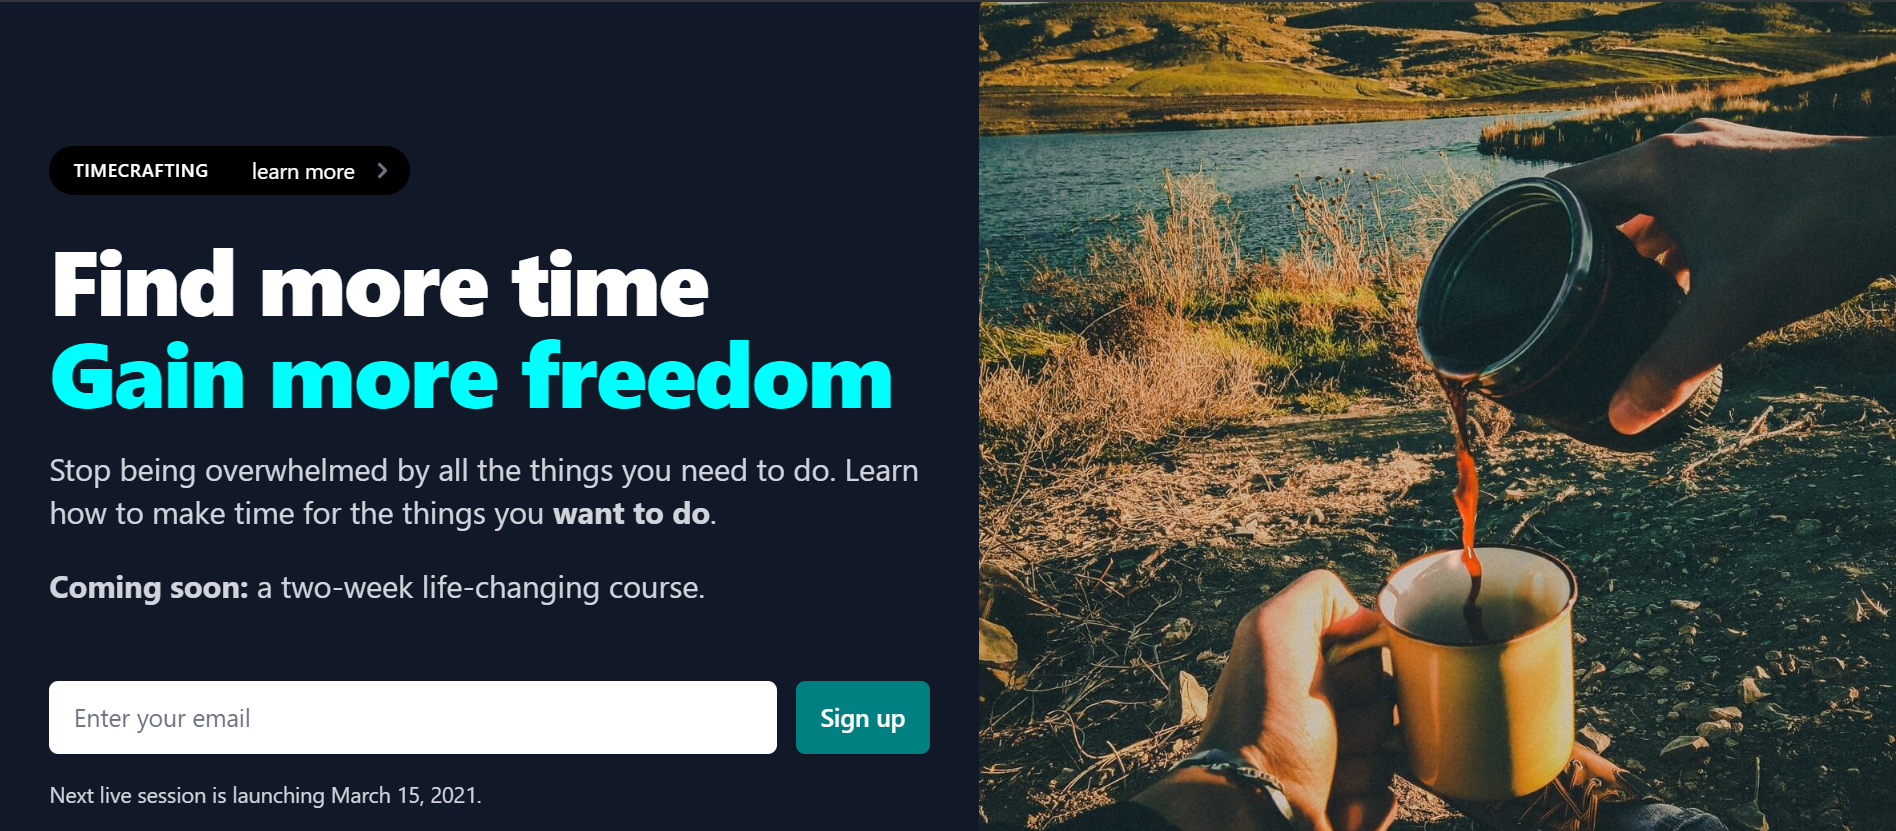 TIMECRAFTING learn more
Find more time
Gain more freedom
Stop being overwhelmed by all the things you need to do. Learn
how to make time for the things you want to do.
Coming soon: a two-week life-changing course.
Enter your email Sign up
Next live session is launching March 15, 2021.